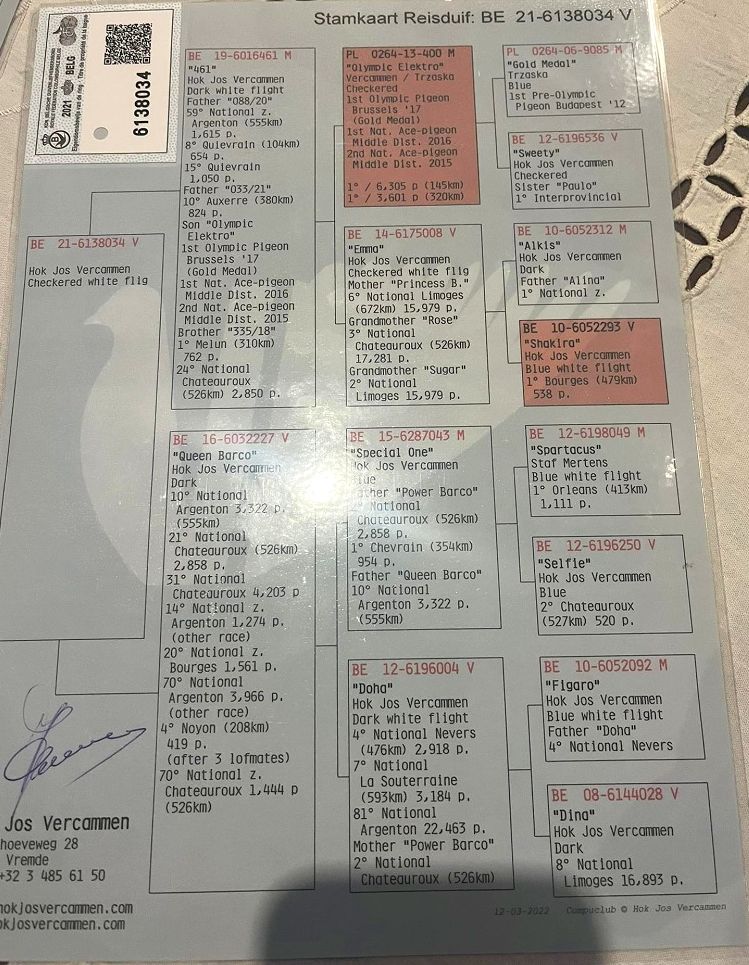 Stamkaart Reisduif: BE 21-6138034 V
2021 BELG
6138034
BE 21-6138034 V
Hok Jos Vercammen
Checkered white flig
BE 19-6016461 M
"461"
Hok Jos Vercammen
Dark white flight
Father "088/20"
59° National z.
Argenton (555km)
1,615 p.
8° Quievrain (104km)
654 p.
15° Quievrain
1,050 p.
Father "033/21"
10° Auxerre (380km)
824 p.
Son "Olympic
Elektro"
1st Olympic Pigeon
Brussels '17
(Gold Medal)
1st Nat. Ace-pigeon
Middle Dist. 2016
2nd Nat. Ace-pigeon
Middle Dist. 2015
Brother "335/18"
1° Melun (310km)
762 p.
24° National
Chateauroux
(526km) 2,850 p.
BE 16-6032227 V
"Queen Barco"
Hok Jos Vercammen
Dark
10° National
Argenton 3,322 p.
(555km)
21° National
Chateauroux (526km)
2,858 p.
31° National
Chateauroux 4,203 p
14° National z.
Argenton 1,274 p.
(other race)
20° National z.
Bourges 1,561 p.
70° National
Argenton 3,966 p.
(other race)
4° Noyon (208km)
419 p.
(after 3 lofmates)
70° National z.
Chateauroux 1,444 p
(526km)
PL 0264-13-400 M
"Olympic Elektro"
Vercammen / Trzaska
Checkered
1st Olympic Pigeon
Brussels '17
(Gold Medal)
1st Nat. Ace-pigeon
Middle Dist. 2016
2nd Nat. Ace-pigeon
Middle Dist. 2015
1° / 6,305 p (145km)
1° / 3,601 p (320km)
BE 14-6175008 V
"Emma"
Hok Jos Vercammen
Checkered white flig
Mother "Princess B."
6° National Limoges
(672km) 15,979 p.
Grandmother "Rose"
3° National
Chateauroux (526km)
17,281 p.
Grandmother "Sugar"
2° National
Limoges 15,979 p.
BE 15-6287043 M
"Special One"
Hok Jos Vercammen
"Power Barco"
National
Chateauroux (526km)
2,858 p.
1° Chevrain (354km)
954 p.
Father "Queen Barco"
10° National
Argenton 3,322 p.
(555km)
BE 12-6196004 V
"Doha"
Hok Jos Vercammen
Dark white flight
4° National Nevers
(476km) 2,918 p.
7° National
La Souterraine
(593km) 3,184 p.
81° National
Argenton 22,463 p.
Mother "Power Barco"
2° National
Chateauroux (526km)
PL 0264-06-9085 M
"Gold Medal"
Trzaska
Blue
1st Pre-Olympic
Pigeon Budapest '12
BE 12-6196536 V
"Sweety"
Hok Jos Vercammen
Checkered
Sister "Paulo"
1° Interprovincial
BE 10-6052312 M
"Alkis"
Hok Jos Vercammen
Dark
Father "Alina"
1° National z.
BE 10-6052293 V
"Shakira"
Hok Jos Vercammen
Blue white flight
1° Bourges (479km)
538 p.
BE 12-6198049 M
"Spartacus"
Staf Mertens
Blue white flight
1° Orleans (413km)
1,111 p.
BE 12-6196250 V
"Selfie"
Hok Jos Vercammen
Blue
2° Chateauroux
(527km) 520 p.
BE 10-6052092 M
"Figaro"
Hok Jos Vercammen
Blue white flight
Father "Doha"
4° National Nevers
BE 08-6144028 V
"Dina"
Hok Jos Vercammen
Dark
8° National
Limoges 16,893 p.
Jos Vercammen
hoeveweg 28
Vremde
+32 3 485 61 50
hokjosvercammen.com
okjosvercammen.com
12-03-2022 Compuclub © Hok Jos Vercammen